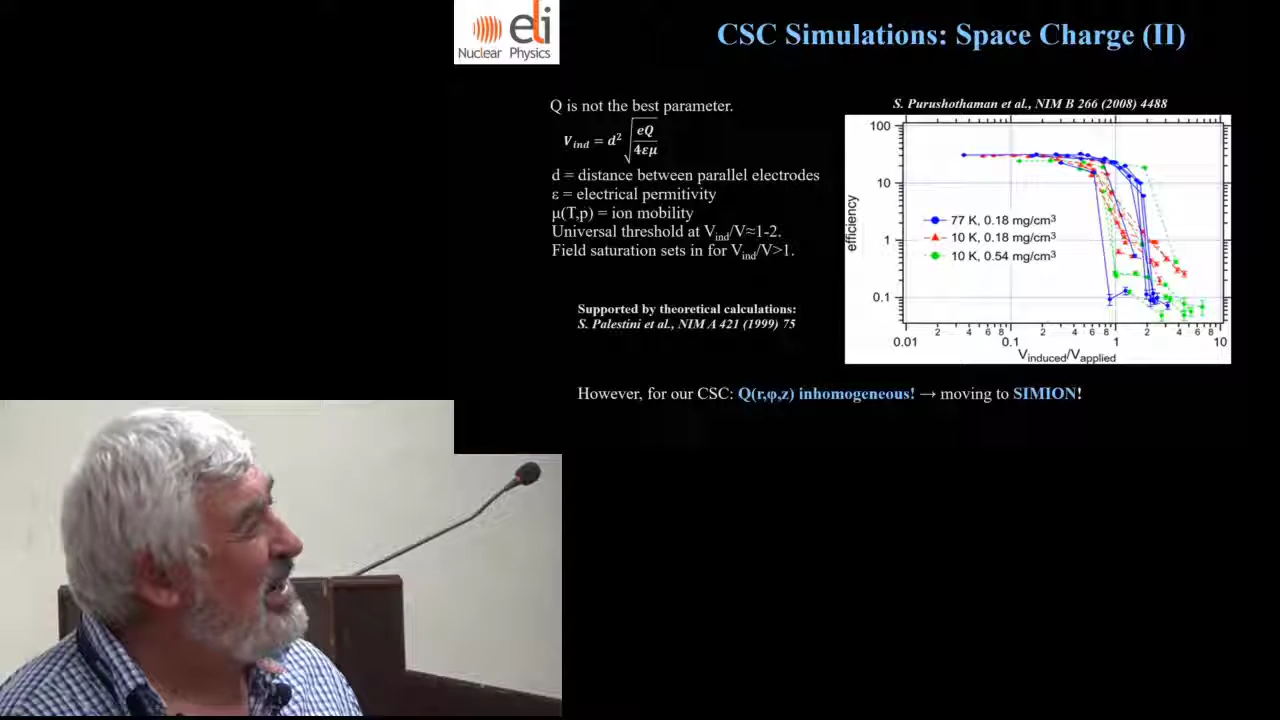 eli
Nuclear Physics
CSC Simulations: Space Charge (II)
Q is not the best parameter.
V_ind = d² √(eQ/4εμ)
d = distance between parallel electrodes
ε = electrical permitivity
μ(T,p) = ion mobility
Universal threshold at V_ind/V≈1-2.
Field saturation sets in for V_ind/V>1.
Supported by theoretical calculations:
S. Palestini et al., NIM A 421 (1999) 75
S. Purushothaman et al., NIM B 266 (2008) 4488
100
10
1
0.1
efficiency
77 K, 0.18 mg/cm³
10 K, 0.18 mg/cm³
10 K, 0.54 mg/cm³
0.01 2 4 6 8 0.1 2 4 6 8 1 2 4 6 8 10
V_induced/V_applied
However, for our CSC: Q(r,φ,z) inhomogeneous! → moving to SIMION!